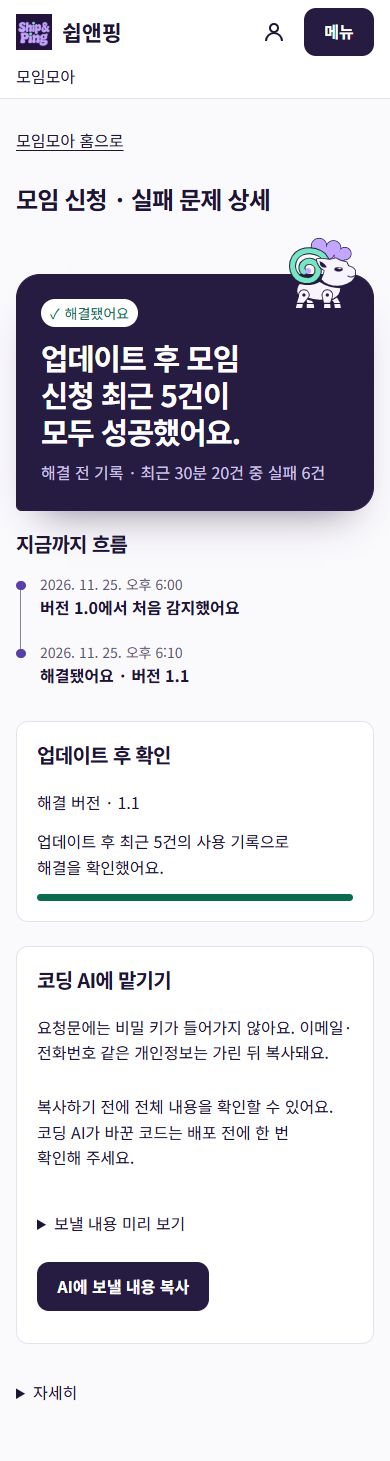 Ship&
Ping
쉽앤핑
메뉴
모임모아
모임모아 홈으로
모임 신청 · 실패 문제 상세
✓ 해결됐어요
업데이트 후 모임
신청 최근 5건이
모두 성공했어요.
해결 전 기록 · 최근 30분 20건 중 실패 6건
지금까지 흐름
2026. 11. 25. 오후 6:00
버전 1.0에서 처음 감지했어요
2026. 11. 25. 오후 6:10
해결됐어요 · 버전 1.1
업데이트 후 확인
해결 버전 · 1.1
업데이트 후 최근 5건의 사용 기록으로
해결을 확인했어요.
코딩 AI에 맡기기
요청문에는 비밀 키가 들어가지 않아요. 이메일·
전화번호 같은 개인정보는 가린 뒤 복사돼요.
복사하기 전에 전체 내용을 확인할 수 있어요.
코딩 AI가 바꾼 코드는 배포 전에 한 번
확인해 주세요.
▶ 보낼 내용 미리 보기
AI에 보낼 내용 복사
▶ 자세히